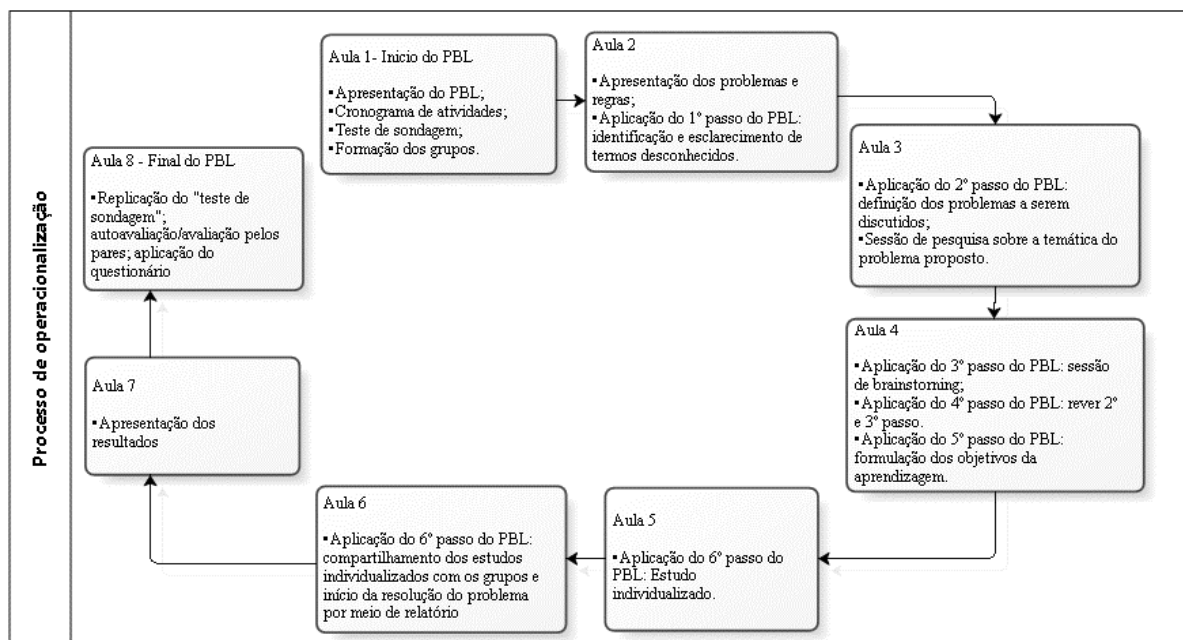 Processo de operacionalização
Aula 1- Inicio do PBL
▪Apresentação do PBL;
▪Cronograma de atividades;
▪Teste de sondagem;
▪Formação dos grupos.
Aula 2
▪Apresentação dos problemas e
regras;
▪Aplicação do 1º passo do PBL:
identificação e esclarecimento de
termos desconhecidos.
Aula 3
▪Aplicação do 2º passo do PBL:
definição dos problemas a serem
discutidos;
▪Sessão de pesquisa sobre a temática do
problema proposto.
Aula 4
▪Aplicação do 3º passo do PBL: sessão
de brainstorning;
▪Aplicação do 4º passo do PBL: rever 2º
e 3º passo.
▪Aplicação do 5º passo do PBL:
formulação dos objetivos da
aprendizagem.
Aula 5
▪Aplicação do 6º passo do
PBL: Estudo
individualizado.
Aula 6
▪Aplicação do 6º passo do PBL:
compartilhamento dos estudos
individualizados com os grupos e
início da resolução do problema
por meio de relatório
Aula 7
▪Apresentação dos
resultados
Aula 8 - Final do PBL
▪Replicação do "teste de
sondagem";
autoavaliação/avaliação pelos
pares; aplicação do
questionário